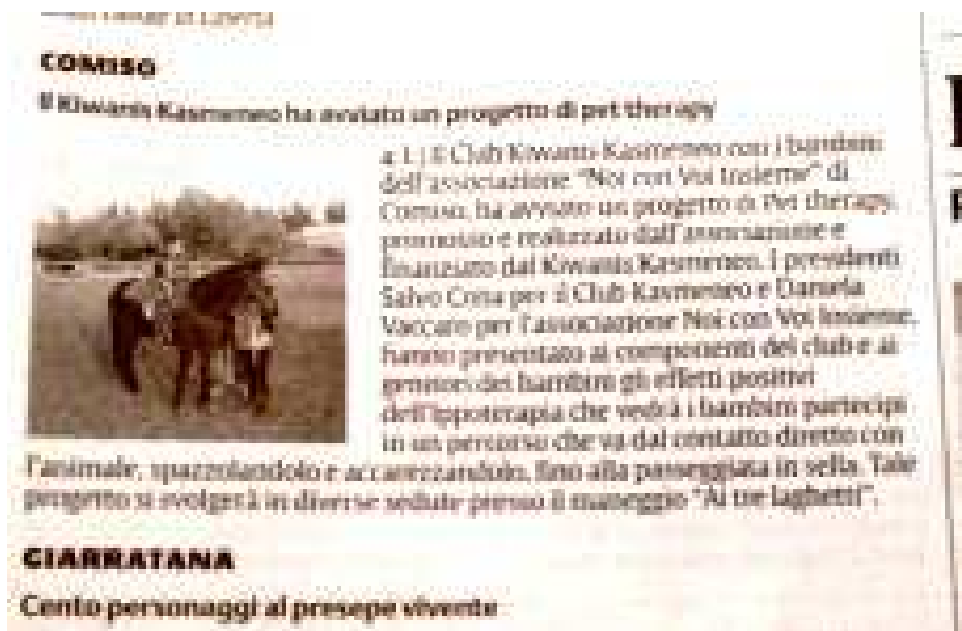 COMISO
Il Kiwanis Kasmeneo ha avviato un progetto di pet therapy
Il Club Kiwanis Kasmeneo con i bambini
dell'associazione "Noi con Voi Insieme" di
Comiso, ha avviato un progetto di Pet therapy,
promosso e realizzato dall'associazione e
finanziato dal Kiwanis Kasmeneo. I presidenti
Salvo Cona per il Club Kasmeneo e Daniela
Vaccaro per l'associazione Noi con Voi Insieme,
hanno presentato ai componenti del club e ai
genitori dei bambini gli effetti positivi
dell'ippoterapia che vedrà i bambini partecipi
in un percorso che va dal contatto diretto con
l'animale, spazzolandolo e accarezzandolo, fino alla passeggiata in sella. Tale
progetto si svolgerà in diverse sedute presso il maneggio "Ai tre laghetti".
GIARRATANA
Cento personaggi al presepe vivente